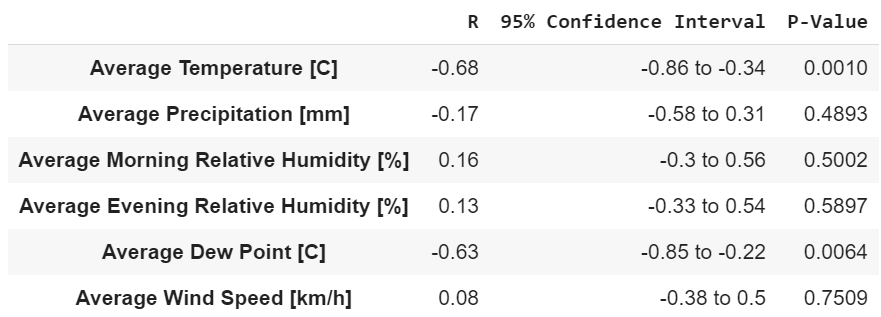 R 95% Confidence Interval P-Value
Average Temperature [C] -0.68 -0.86 to -0.34 0.0010
Average Precipitation [mm] -0.17 -0.58 to 0.31 0.4893
Average Morning Relative Humidity [%] 0.16 -0.3 to 0.56 0.5002
Average Evening Relative Humidity [%] 0.13 -0.33 to 0.54 0.5897
Average Dew Point [C] -0.63 -0.85 to -0.22 0.0064
Average Wind Speed [km/h] 0.08 -0.38 to 0.5 0.7509